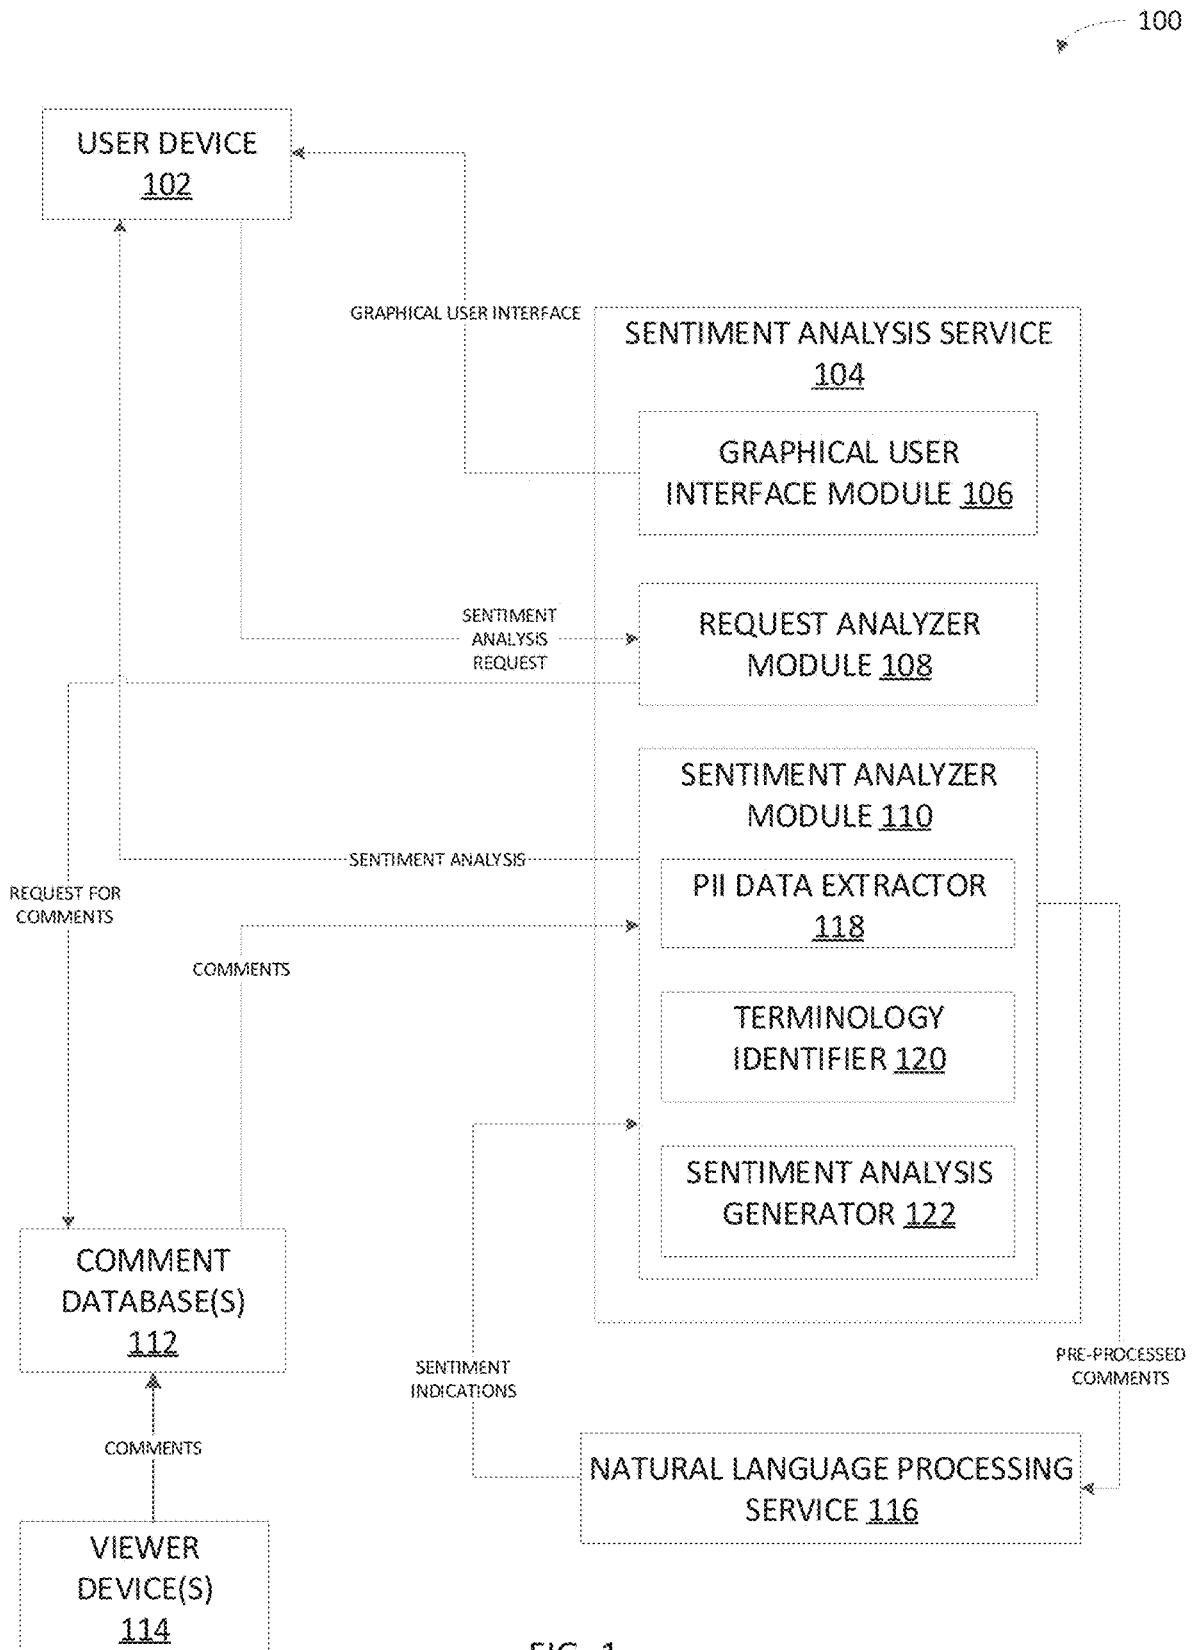 100
USER DEVICE
102
GRAPHICAL USER INTERFACE
SENTIMENT ANALYSIS SERVICE
104
GRAPHICAL USER
INTERFACE MODULE 106
SENTIMENT
ANALYSIS
REQUEST
REQUEST ANALYZER
MODULE 108
SENTIMENT ANALYZER
MODULE 110
SENTIMENT ANALYSIS
PII DATA EXTRACTOR
118
REQUEST FOR
COMMENTS
COMMENTS
TERMINOLOGY
IDENTIFIER 120
SENTIMENT ANALYSIS
GENERATOR 122
COMMENT
DATABASE(S)
112
SENTIMENT
INDICATIONS
PRE-PROCESSED
COMMENTS
COMMENTS
NATURAL LANGUAGE PROCESSING
SERVICE 116
VIEWER
DEVICE(S)
114
FIG. 1